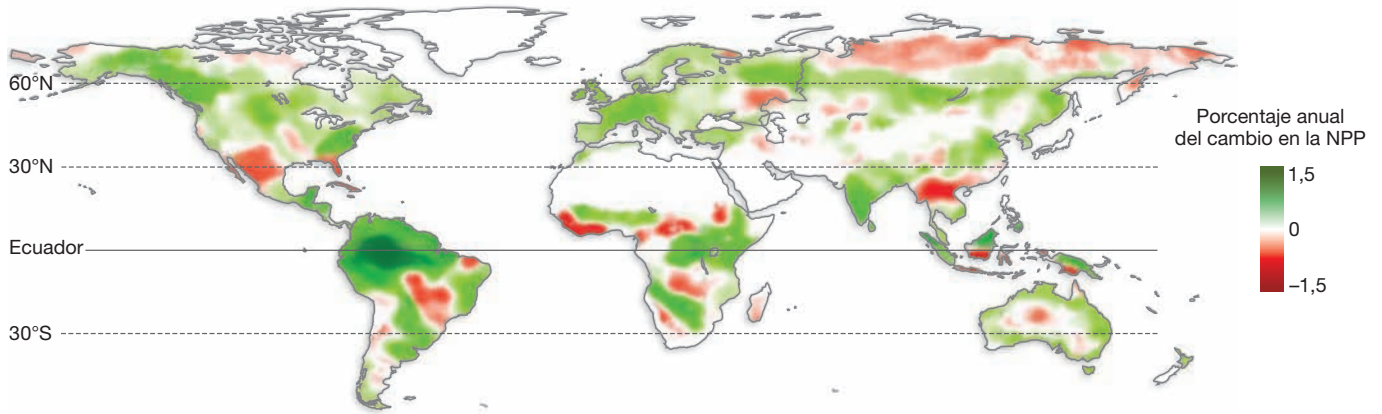 60°N
30°N
Ecuador
30°S
Porcentaje anual
del cambio en la NPP
1,5
0
−1,5